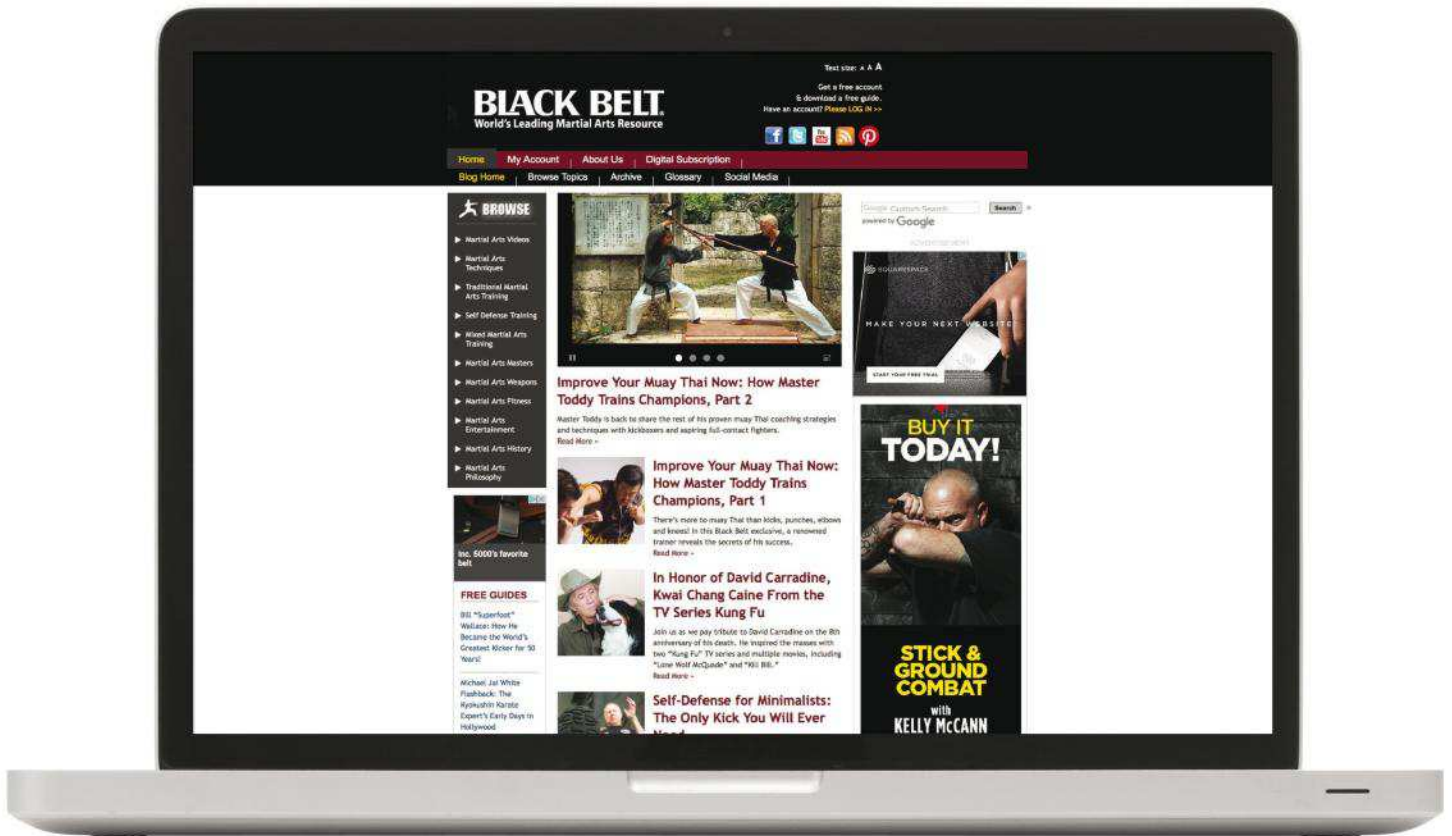 Text size: A A A
Get a free account
& download a free guide.
Have an account? Please LOG IN >>
BLACK BELT.
World's Leading Martial Arts Resource
Home
My Account
About Us
Digital Subscription
Blog Home
Browse Topics
Archive
Glossary
Social Media
BROWSE
Martial Arts Videos
Martial Arts
Techniques
Traditional Martial
Arts Training
Self Defense Training
Mixed Martial Arts
Training
Martial Arts Masters
Martial Arts Weapons
Martial Arts Fitness
Martial Arts
Entertainment
Martial Arts History
Martial Arts
Philosophy
Inc. 5000's favorite
belt
FREE GUIDES
Bill "Superfoot"
Wallace: How He
Became the World's
Greatest Kicker for 50
Years!
Michael Jai White
Flashback: The
Kyokushin Karate
Expert's Early Days in
Hollywood
Improve Your Muay Thai Now: How Master
Toddy Trains Champions, Part 2
Master Toddy is back to share the rest of his proven muay Thai coaching strategies
and techniques with kickboxers and aspiring full-contact fighters.
Read More »
Improve Your Muay Thai Now:
How Master Toddy Trains
Champions, Part 1
There's more to muay Thai than kicks, punches, elbows
and knees! In this Black Belt exclusive, a renowned
trainer reveals the secrets of his success.
Read More »
In Honor of David Carradine,
Kwai Chang Caine From the
TV Series Kung Fu
Join us as we pay tribute to David Carradine on the 8th
anniversary of his death. He inspired the masses with
two "Kung Fu" TV series and multiple movies, including
"Lone Wolf McQuade" and "Kill Bill."
Read More »
Self-Defense for Minimalists:
The Only Kick You Will Ever
Google Custom Search
Search
powered by Google
ADVERTISEMENT
SQUARESPACE
MAKE YOUR NEXT WEBSITE
START YOUR FREE TRIAL
BUY IT
TODAY!
STICK &
GROUND
COMBAT
with
KELLY McCANN